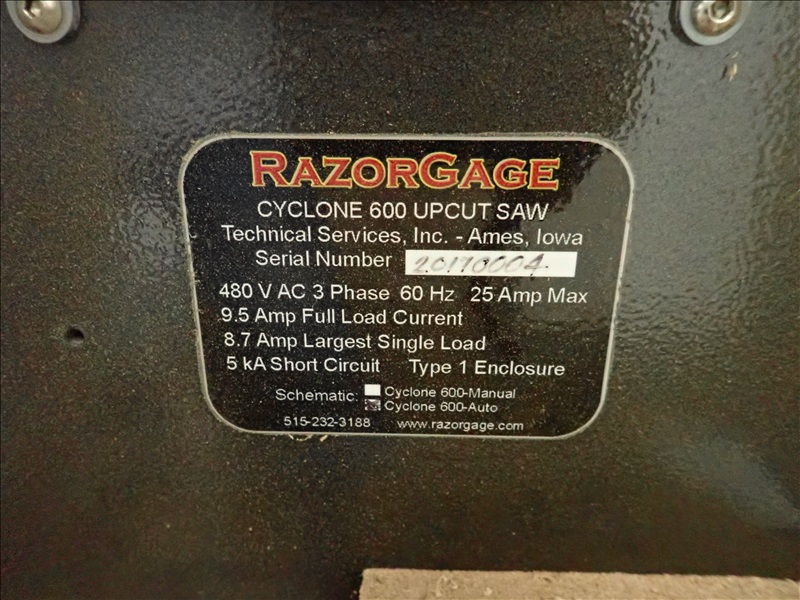 RAZORGAGE
CYCLONE 600 UPCUT SAW
Technical Services, Inc. - Ames, Iowa
Serial Number 20170004
480 V AC 3 Phase 60 Hz 25 Amp Max
9.5 Amp Full Load Current
8.7 Amp Largest Single Load
5 kA Short Circuit Type 1 Enclosure
Schematic: Cyclone 600-Manual
Cyclone 600-Auto
515-232-3188 www.razorgage.com